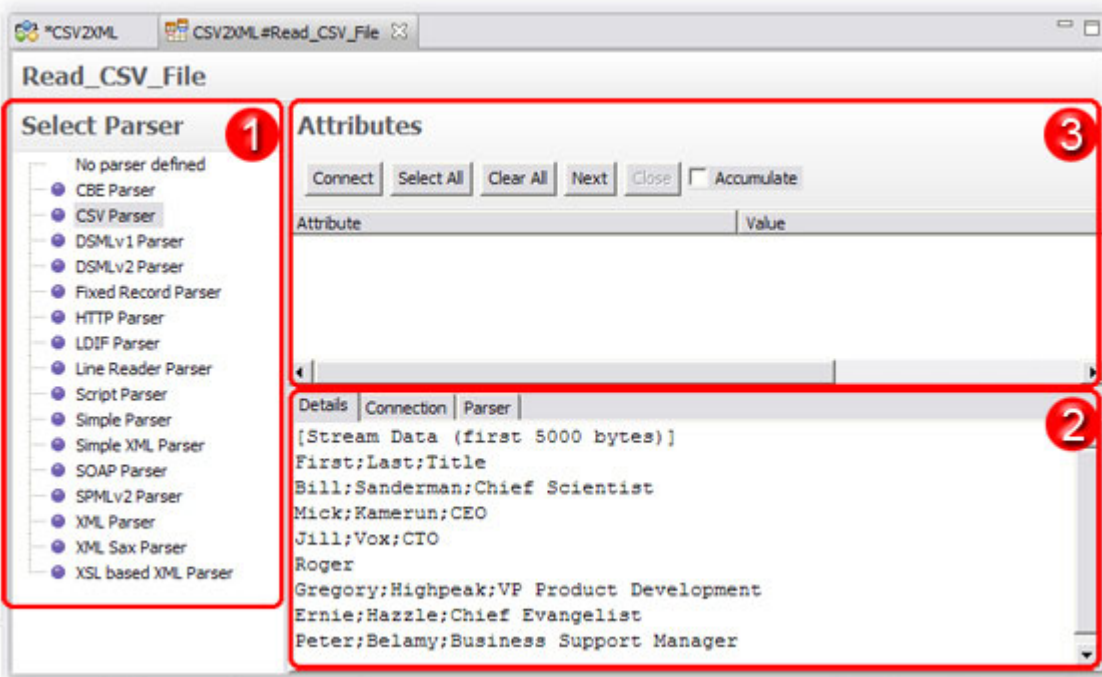 *CSV2XML
CSV2XML#Read_CSV_File
Read_CSV_File
Select Parser
1
No parser defined
CBE Parser
CSV Parser
DSMLv1 Parser
DSMLv2 Parser
Fixed Record Parser
HTTP Parser
LDIF Parser
Line Reader Parser
Script Parser
Simple Parser
Simple XML Parser
SOAP Parser
SPMLv2 Parser
XML Parser
XML Sax Parser
XSL based XML Parser
Attributes
3
Connect Select All Clear All Next Close Accumulate
Attribute Value
Details Connection Parser
2
[Stream Data (first 5000 bytes)]
First;Last;Title
Bill;Sanderman;Chief Scientist
Mick;Kamerun;CEO
Jill;Vox;CTO
Roger
Gregory;Highpeak;VP Product Development
Ernie;Hazzle;Chief Evangelist
Peter;Belamy;Business Support Manager